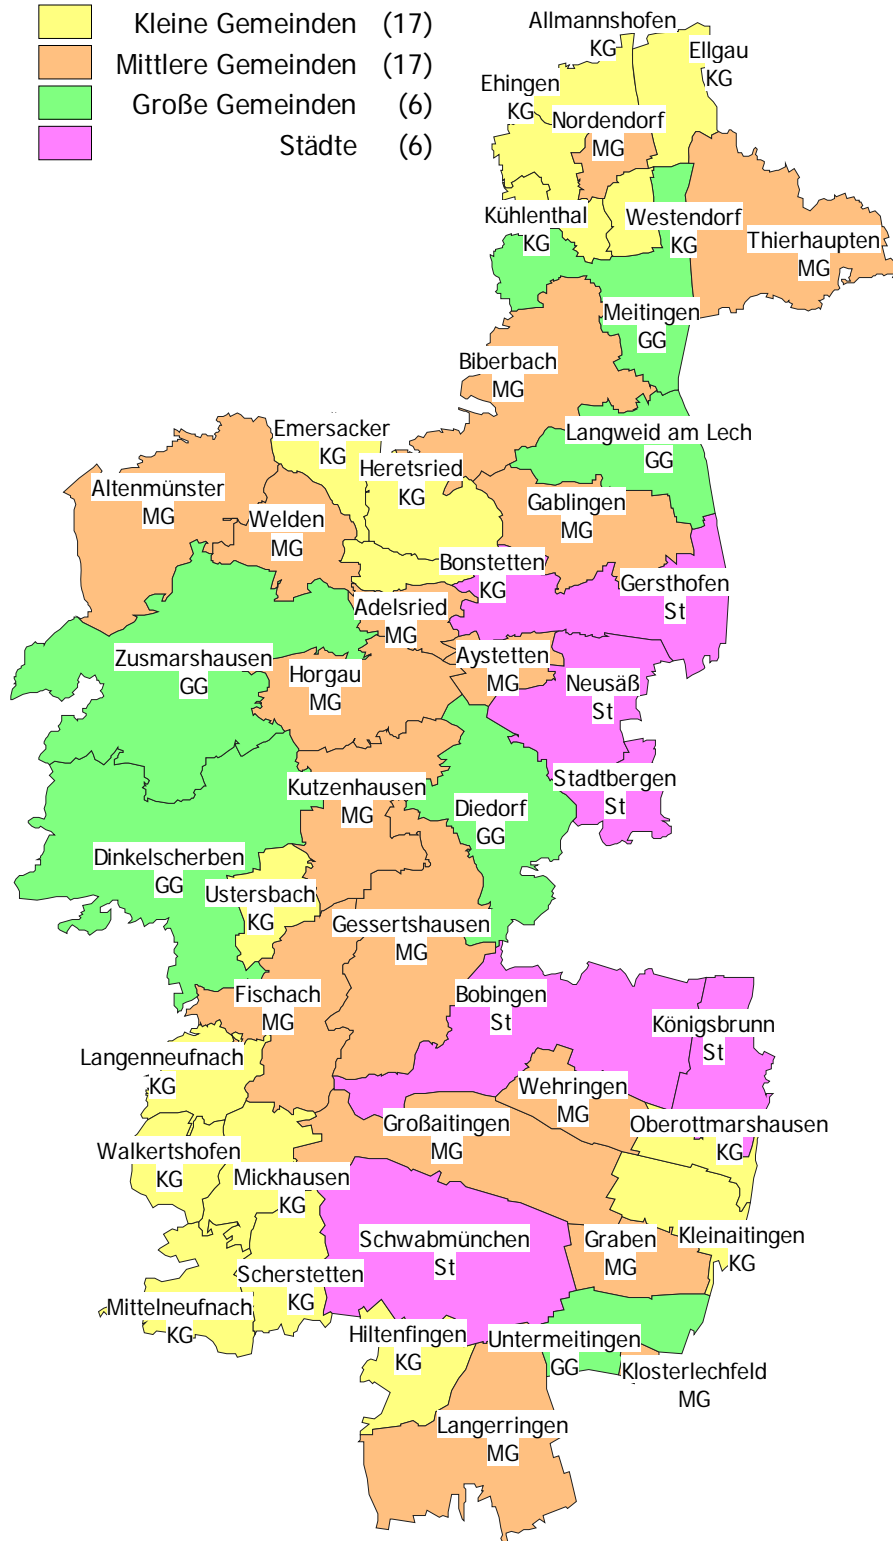 Kleine Gemeinden (17)
Mittlere Gemeinden (17)
Große Gemeinden (6)
Städte (6)
Allmannshofen
KG
Ellgau
KG
Ehingen
KG
Nordendorf
MG
Kühlenthal
KG
Westendorf
KG
Thierhaupten
MG
Meitingen
GG
Biberbach
MG
Emersacker
KG
Langweid am Lech
GG
Heretsried
KG
Altenmünster
MG
Welden
MG
Gablingen
MG
Bonstetten
KG
Gersthofen
St
Adelsried
MG
Zusmarshausen
GG
Horgau
MG
Aystetten
MG
Neusäß
St
Kutzenhausen
MG
Diedorf
GG
Stadtbergen
St
Dinkelscherben
GG
Ustersbach
KG
Gessertshausen
MG
Fischach
MG
Bobingen
St
Königsbrunn
St
Langenneufnach
KG
Wehringen
MG
Großaitingen
MG
Oberottmarshausen
KG
Walkertshofen
KG
Mickhausen
KG
Schwabmünchen
St
Graben
MG
Kleinaitingen
KG
Scherstetten
KG
Mittelneufnach
KG
Hiltenfingen
KG
Untermeitingen
GG
Klosterlechfeld
MG
Langerringen
MG